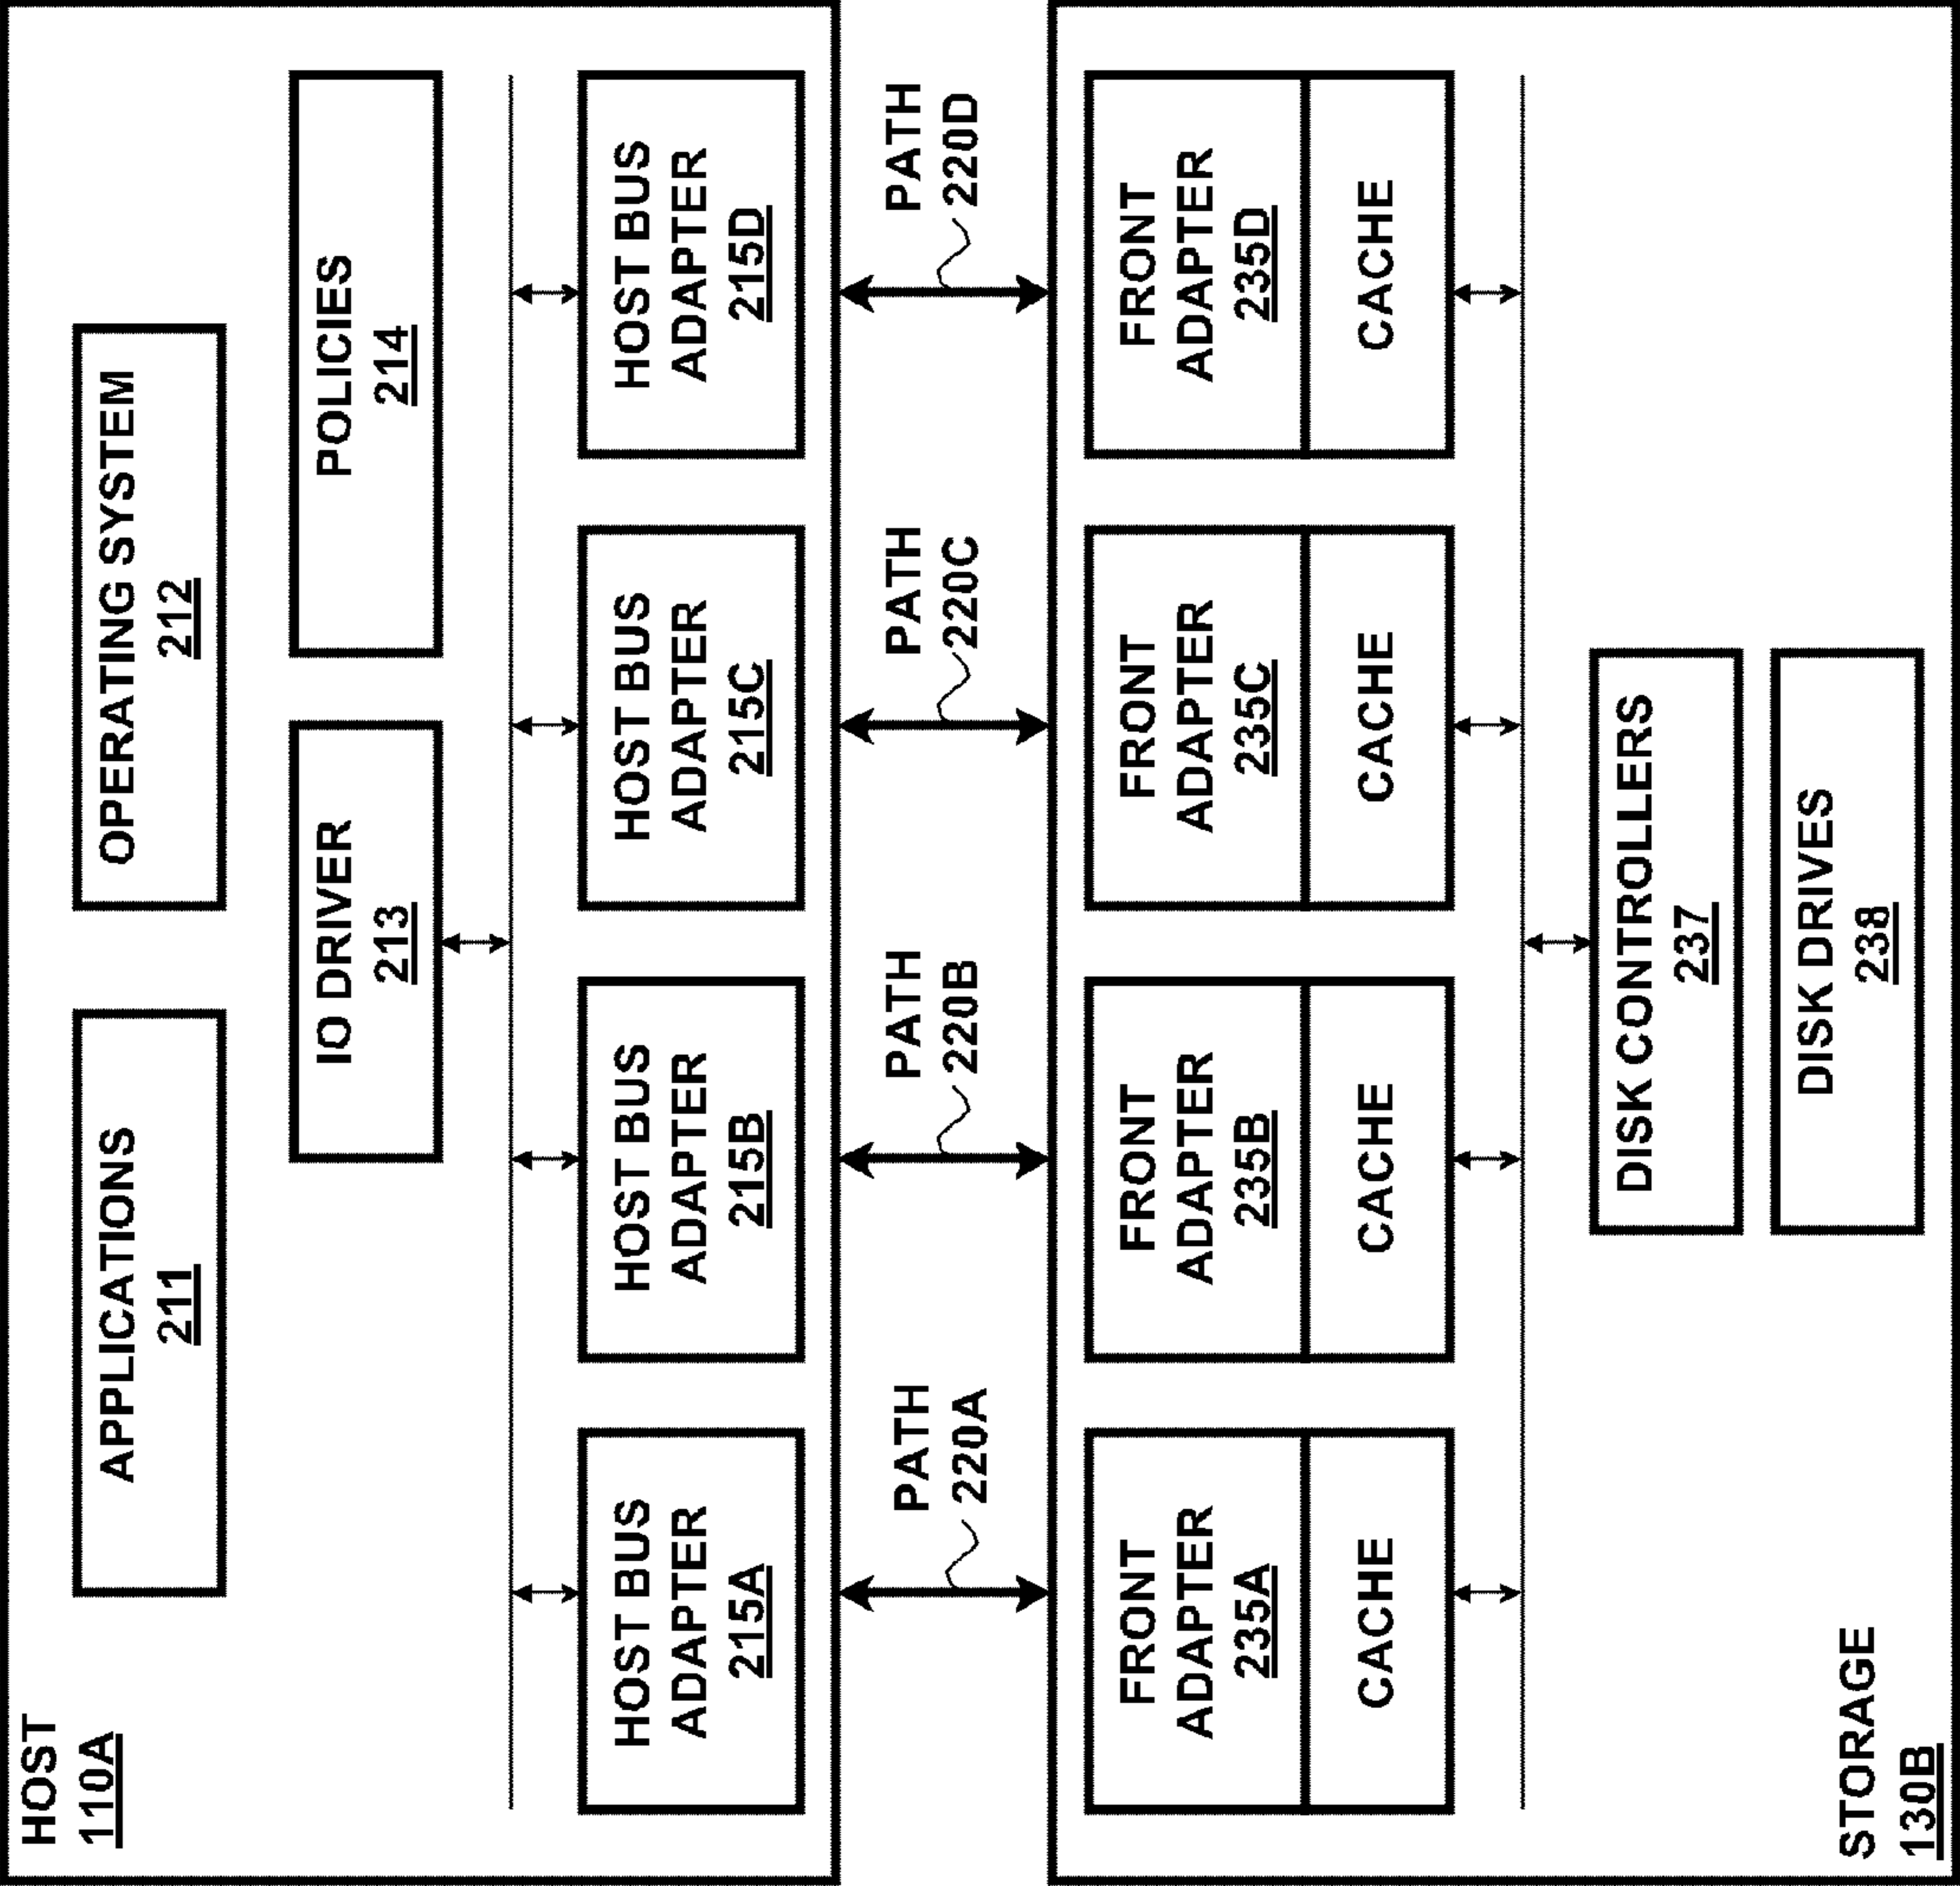 HOST
110A
APPLICATIONS
211
OPERATING SYSTEM
212
IO DRIVER
213
POLICIES
214
HOST BUS
ADAPTER
215A
HOST BUS
ADAPTER
215B
HOST BUS
ADAPTER
215C
HOST BUS
ADAPTER
215D
PATH
220A
PATH
220B
PATH
220C
PATH
220D
FRONT
ADAPTER
235A
CACHE
FRONT
ADAPTER
235B
CACHE
FRONT
ADAPTER
235C
CACHE
FRONT
ADAPTER
235D
CACHE
DISK CONTROLLERS
237
DISK DRIVES
238
STORAGE
130B